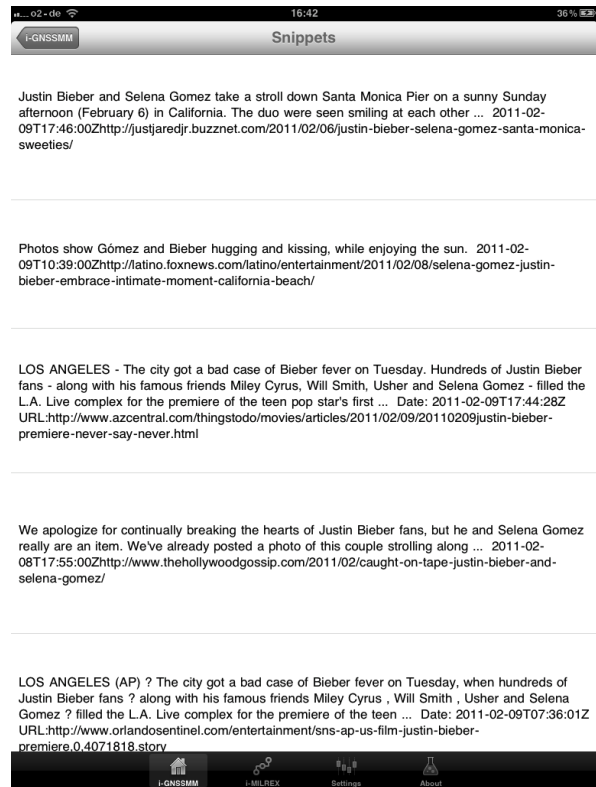 o2-de 16:42 36%
i-GNSSMM Snippets
Justin Bieber and Selena Gomez take a stroll down Santa Monica Pier on a sunny Sunday
afternoon (February 6) in California. The duo were seen smiling at each other ... 2011-02-
09T17:46:00Zhttp://justjaredjr.buzznet.com/2011/02/06/justin-bieber-selena-gomez-santa-monica-
sweeties/
Photos show Gómez and Bieber hugging and kissing, while enjoying the sun. 2011-02-
09T10:39:00Zhttp://latino.foxnews.com/latino/entertainment/2011/02/08/selena-gomez-justin-
bieber-embrace-intimate-moment-california-beach/
LOS ANGELES - The city got a bad case of Bieber fever on Tuesday. Hundreds of Justin Bieber
fans - along with his famous friends Miley Cyrus, Will Smith, Usher and Selena Gomez - filled the
L.A. Live complex for the premiere of the teen pop star's first ... Date: 2011-02-09T17:44:28Z
URL:http://www.azcentral.com/thingstodo/movies/articles/2011/02/09/20110209justin-bieber-
premiere-never-say-never.html
We apologize for continually breaking the hearts of Justin Bieber fans, but he and Selena Gomez
really are an item. We've already posted a photo of this couple strolling along ... 2011-02-
08T17:55:00Zhttp://www.thehollywoodgossip.com/2011/02/caught-on-tape-justin-bieber-and-
selena-gomez/
LOS ANGELES (AP) ? The city got a bad case of Bieber fever on Tuesday, when hundreds of
Justin Bieber fans ? along with his famous friends Miley Cyrus , Will Smith , Usher and Selena
Gomez ? filled the L.A. Live complex for the premiere of the teen ... Date: 2011-02-09T07:36:01Z
URL:http://www.orlandosentinel.com/entertainment/sns-ap-us-film-justin-bieber-
premiere,0,4071818.story
i-GNSSMM i-MILREX Settings About